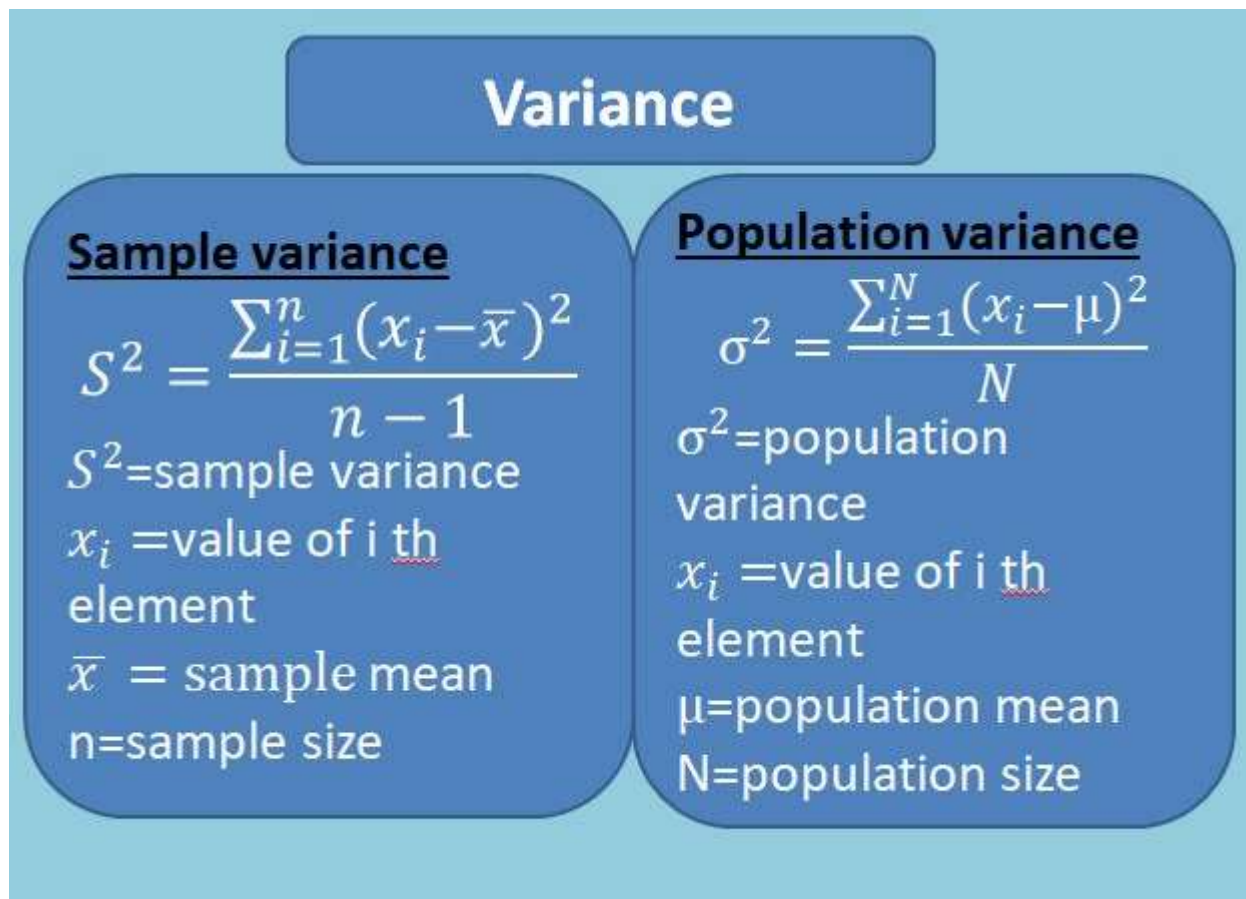 Variance
Sample variance
S² = ∑ⁿᵢ₌₁(xᵢ−x̅)² / n − 1
S²=sample variance
xᵢ =value of i th
element
x̅ = sample mean
n=sample size
Population variance
σ² = ∑ᴺᵢ₌₁(xᵢ−μ)² / N
σ²=population
variance
xᵢ =value of i th
element
μ=population mean
N=population size